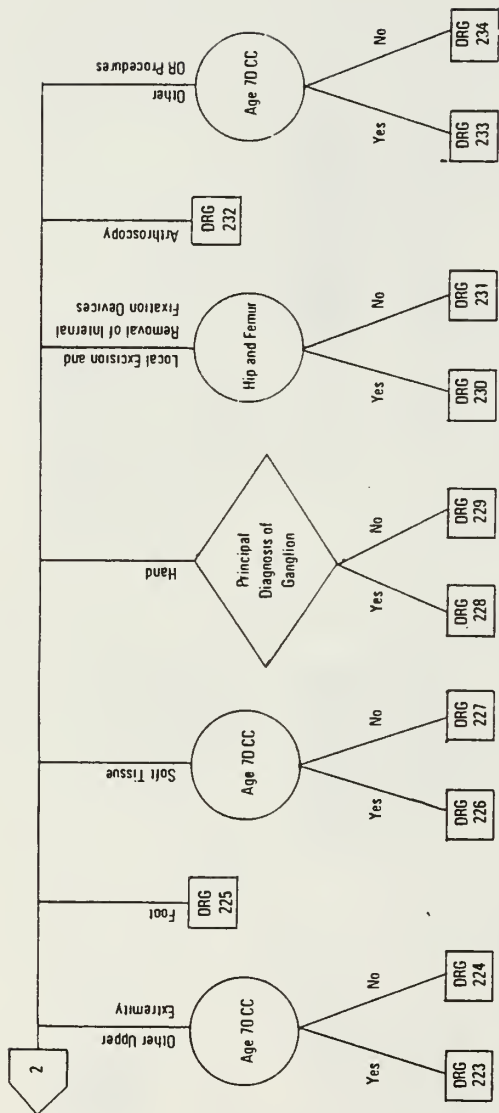 2
Other Upper
Extremity
Age 70 CC
Yes
No
DRG
223
DRG
224
Foot
DRG
225
Soft Tissue
Age 70 CC
Yes
No
DRG
226
DRG
227
Hand
Principal
Diagnosis of
Ganglion
Yes
No
DRG
228
DRG
229
Local Excision and
Removal of Internal
Fixation Devices
Hip and Femur
Yes
No
DRG
230
DRG
231
Arthroscopy
DRG
232
Other
OR Procedures
Age 70 CC
Yes
No
DRG
233
DRG
234